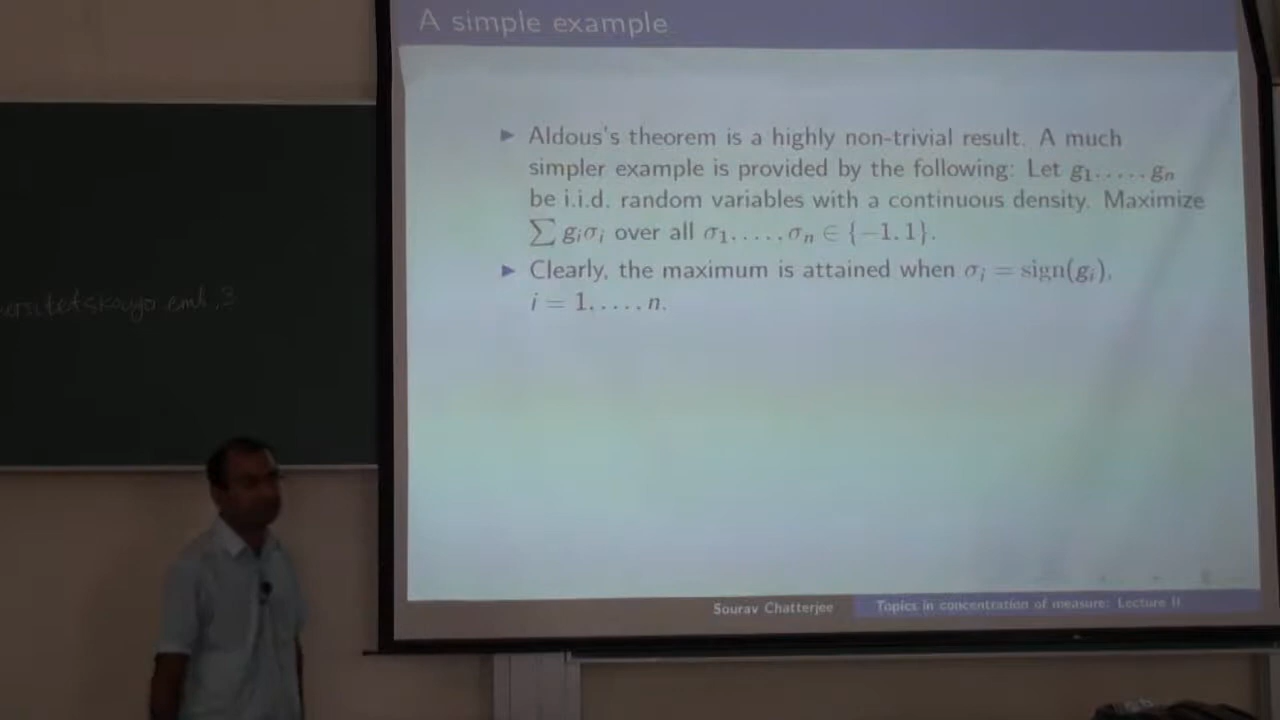 A simple example
▶ Aldous's theorem is a highly non-trivial result. A much
simpler example is provided by the following: Let g₁, . . . , gₙ
be i.i.d. random variables with a continuous density. Maximize
∑ gᵢσᵢ over all σ₁, . . . , σₙ ∈ {−1, 1}.
▶ Clearly, the maximum is attained when σᵢ = sign(gᵢ),
i = 1, . . . , n.
Sourav Chatterjee Topics in concentration of measure: Lecture II